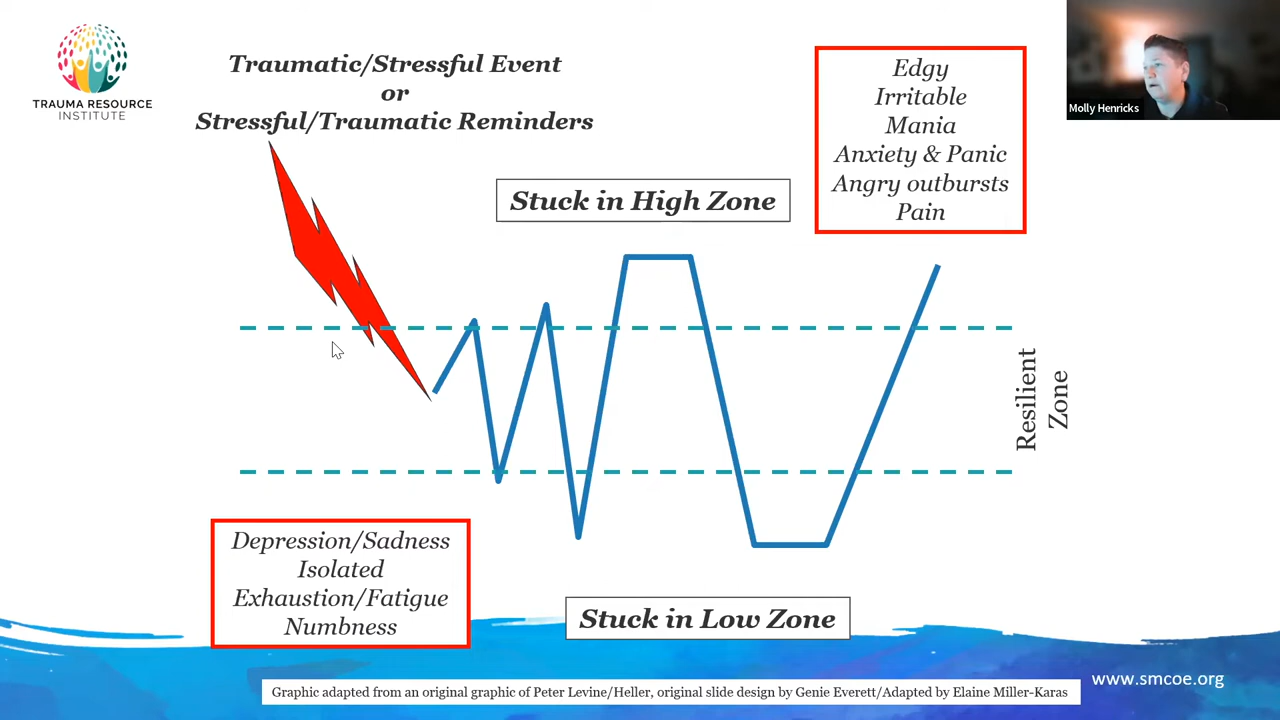 TRAUMA RESOURCE
INSTITUTE
Traumatic/Stressful Event
or
Stressful/Traumatic Reminders
Edgy
Irritable
Mania
Anxiety & Panic
Angry outbursts
Pain
Molly Henricks
Stuck in High Zone
Resilient
Zone
Depression/Sadness
Isolated
Exhaustion/Fatigue
Numbness
Stuck in Low Zone
Graphic adapted from an original graphic of Peter Levine/Heller, original slide design by Genie Everett/Adapted by Elaine Miller-Karas
www.smcoe.org